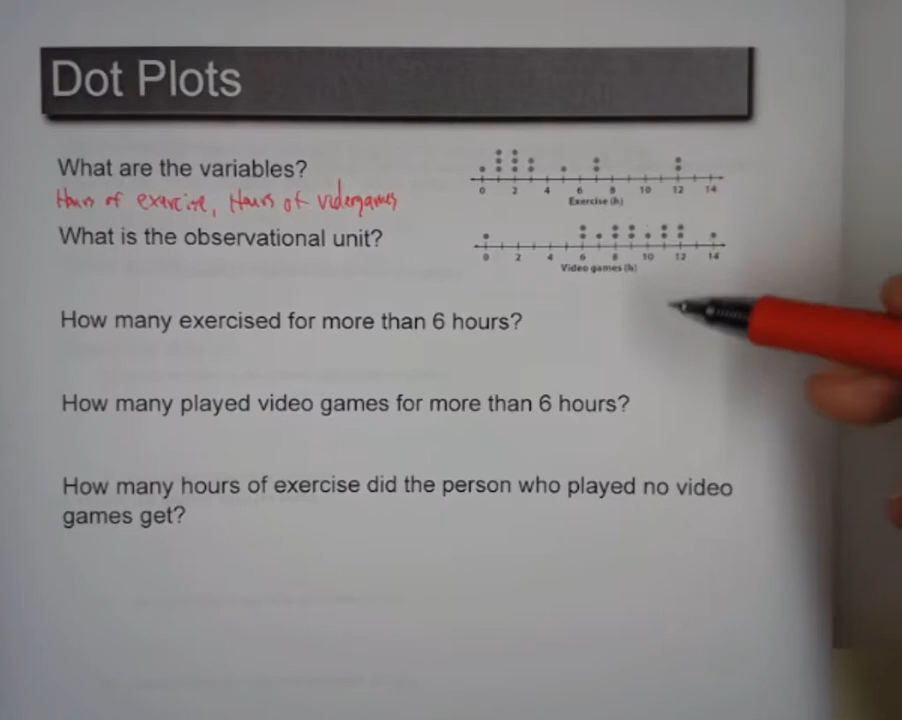 Dot Plots
What are the variables?
Hours of exercise, Hours of videogames
0 2 4 6 8 10 12 14
Exercise (h)
What is the observational unit?
0 2 4 6 8 10 12 14
Video games (h)
How many exercised for more than 6 hours?
How many played video games for more than 6 hours?
How many hours of exercise did the person who played no video
games get?